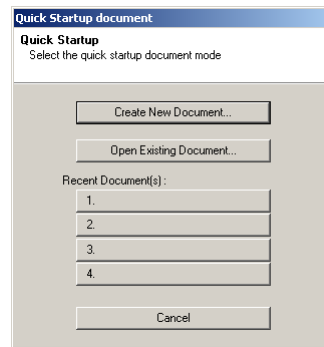 Quick Startup document
Quick Startup
Select the quick startup document mode
Create New Document...
Open Existing Document...
Recent Document(s) :
1.
2.
3.
4.
Cancel